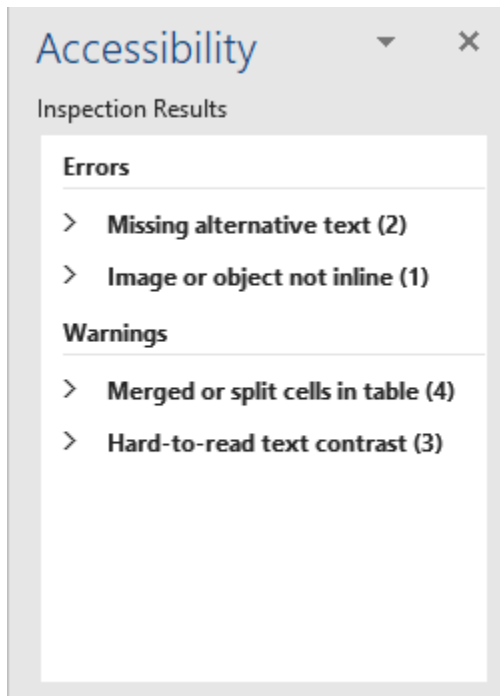 Accessibility
Inspection Results
Errors
Missing alternative text (2)
Image or object not inline (1)
Warnings
Merged or split cells in table (4)
Hard-to-read text contrast (3)